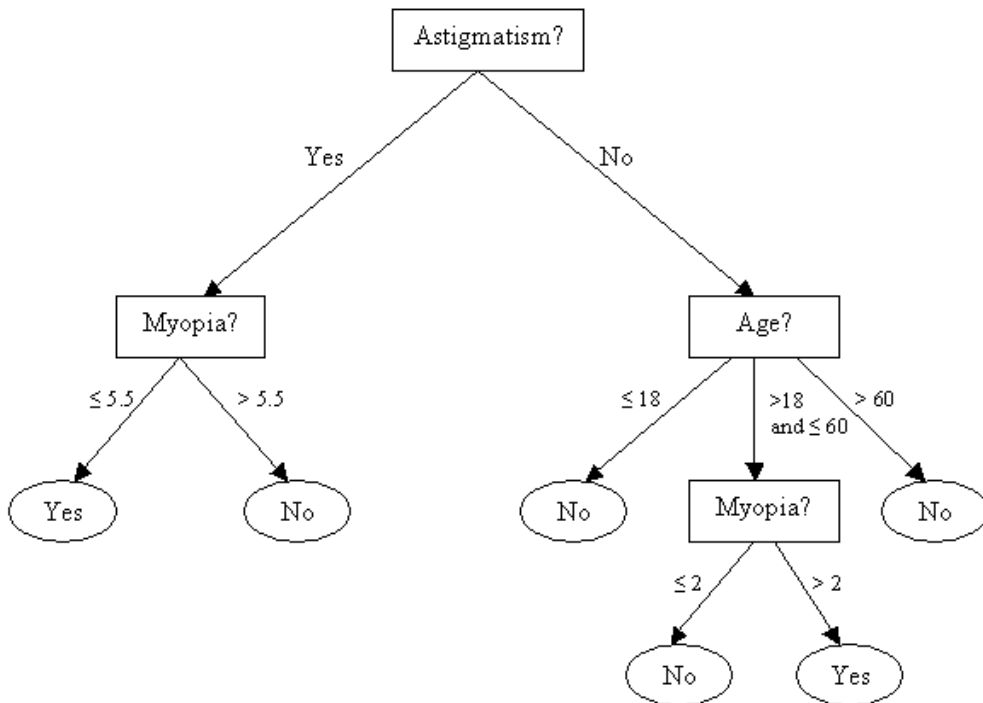 Astigmatism?
Yes
No
Myopia?
Age?
≤ 5.5
> 5.5
≤ 18
>18
and ≤ 60
> 60
Yes
No
No
Myopia?
No
≤ 2
> 2
No
Yes